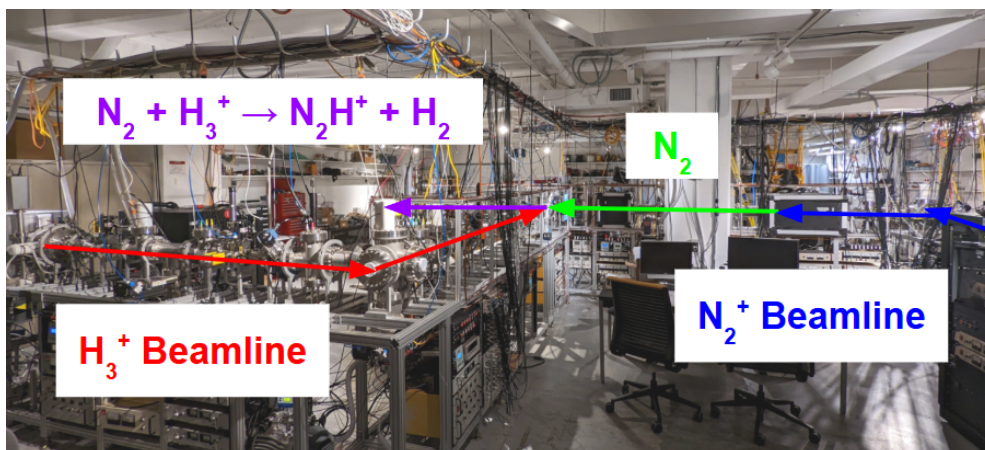 N₂ + H₃⁺ → N₂H⁺ + H₂
N₂
N₂⁺ Beamline
H₃⁺ Beamline